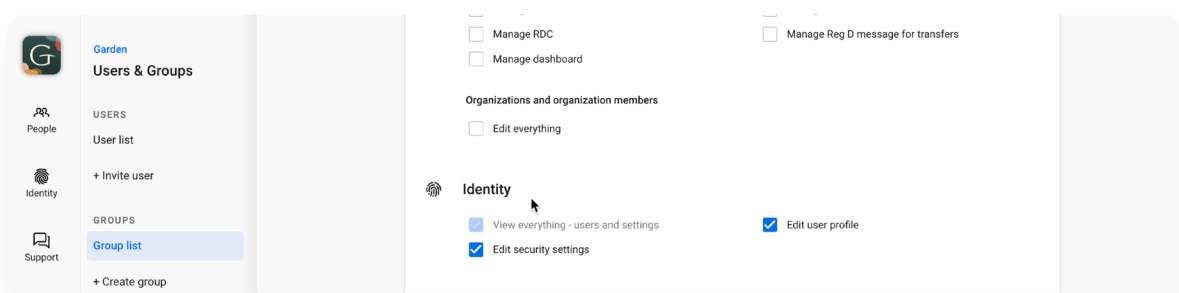 G
Garden
Users & Groups
People
Identity
Support
USERS
User list
+ Invite user
GROUPS
Group list
+ Create group
Manage RDC
Manage Reg D message for transfers
Manage dashboard
Organizations and organization members
Edit everything
Identity
View everything - users and settings
Edit user profile
Edit security settings